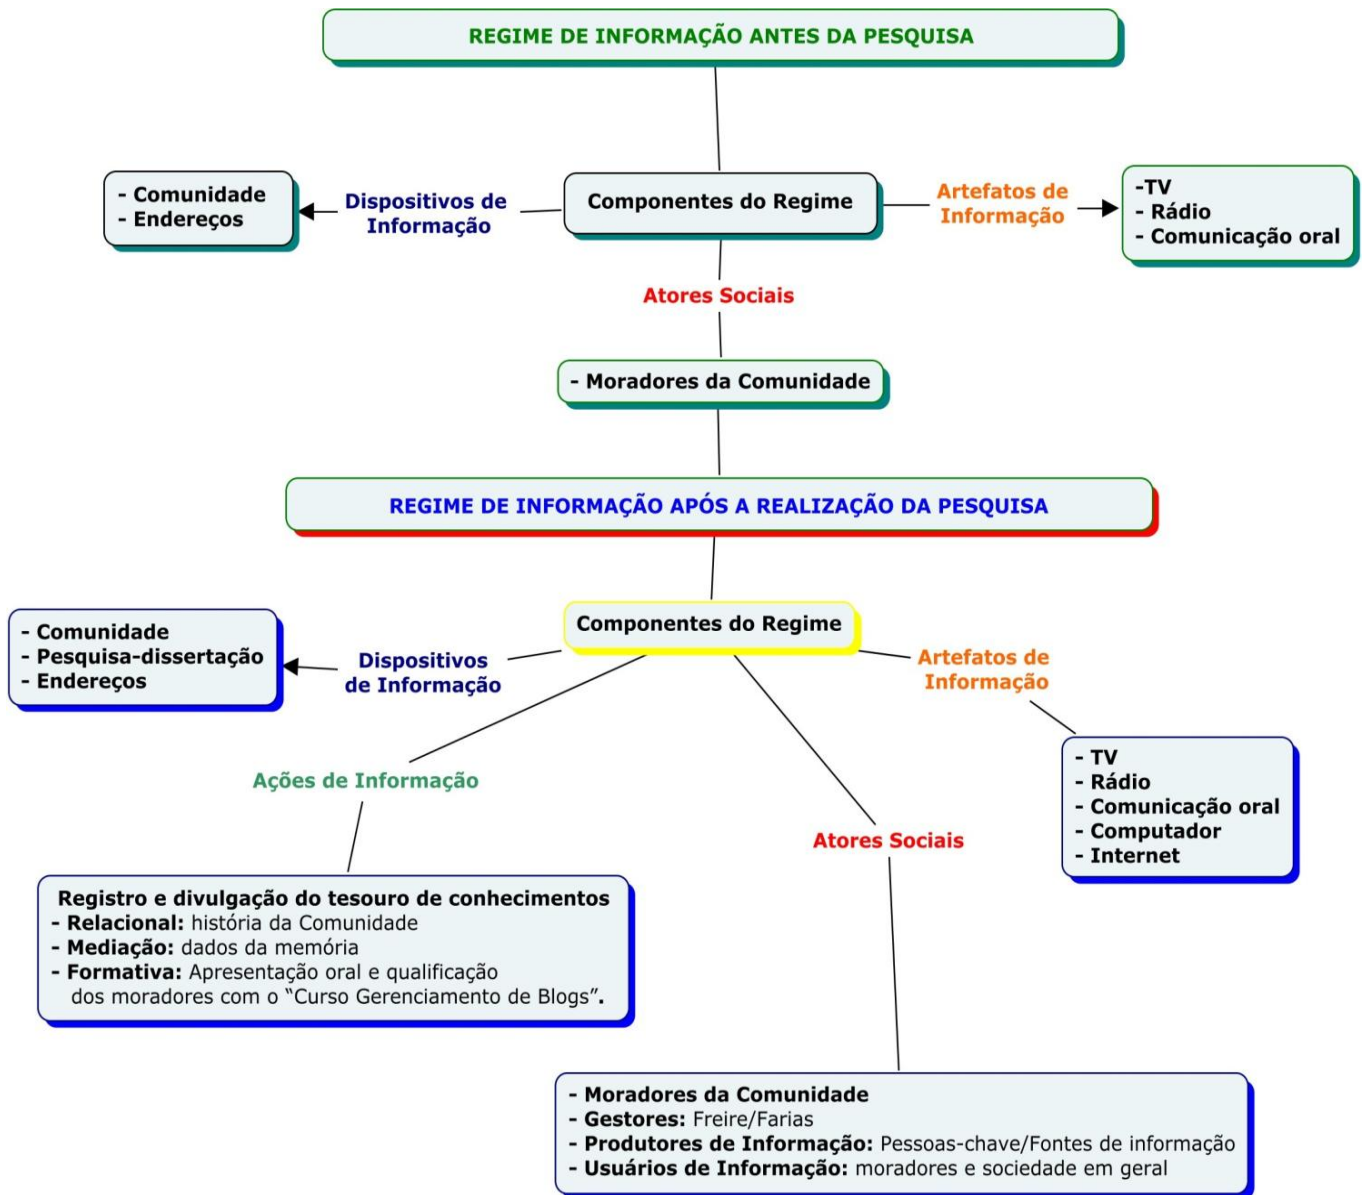 REGIME DE INFORMAÇÃO ANTES DA PESQUISA
- Comunidade
- Endereços
Dispositivos de
Informação
Componentes do Regime
Artefatos de
Informação
-TV
- Rádio
- Comunicação oral
Atores Sociais
- Moradores da Comunidade
REGIME DE INFORMAÇÃO APÓS A REALIZAÇÃO DA PESQUISA
Componentes do Regime
- Comunidade
- Pesquisa-dissertação
- Endereços
Dispositivos
de Informação
Artefatos de
Informação
- TV
- Rádio
- Comunicação oral
- Computador
- Internet
Ações de Informação
Atores Sociais
Registro e divulgação do tesouro de conhecimentos
- Relacional: história da Comunidade
- Mediação: dados da memória
- Formativa: Apresentação oral e qualificação
dos moradores com o “Curso Gerenciamento de Blogs”.
- Moradores da Comunidade
- Gestores: Freire/Farias
- Produtores de Informação: Pessoas-chave/Fontes de informação
- Usuários de Informação: moradores e sociedade em geral